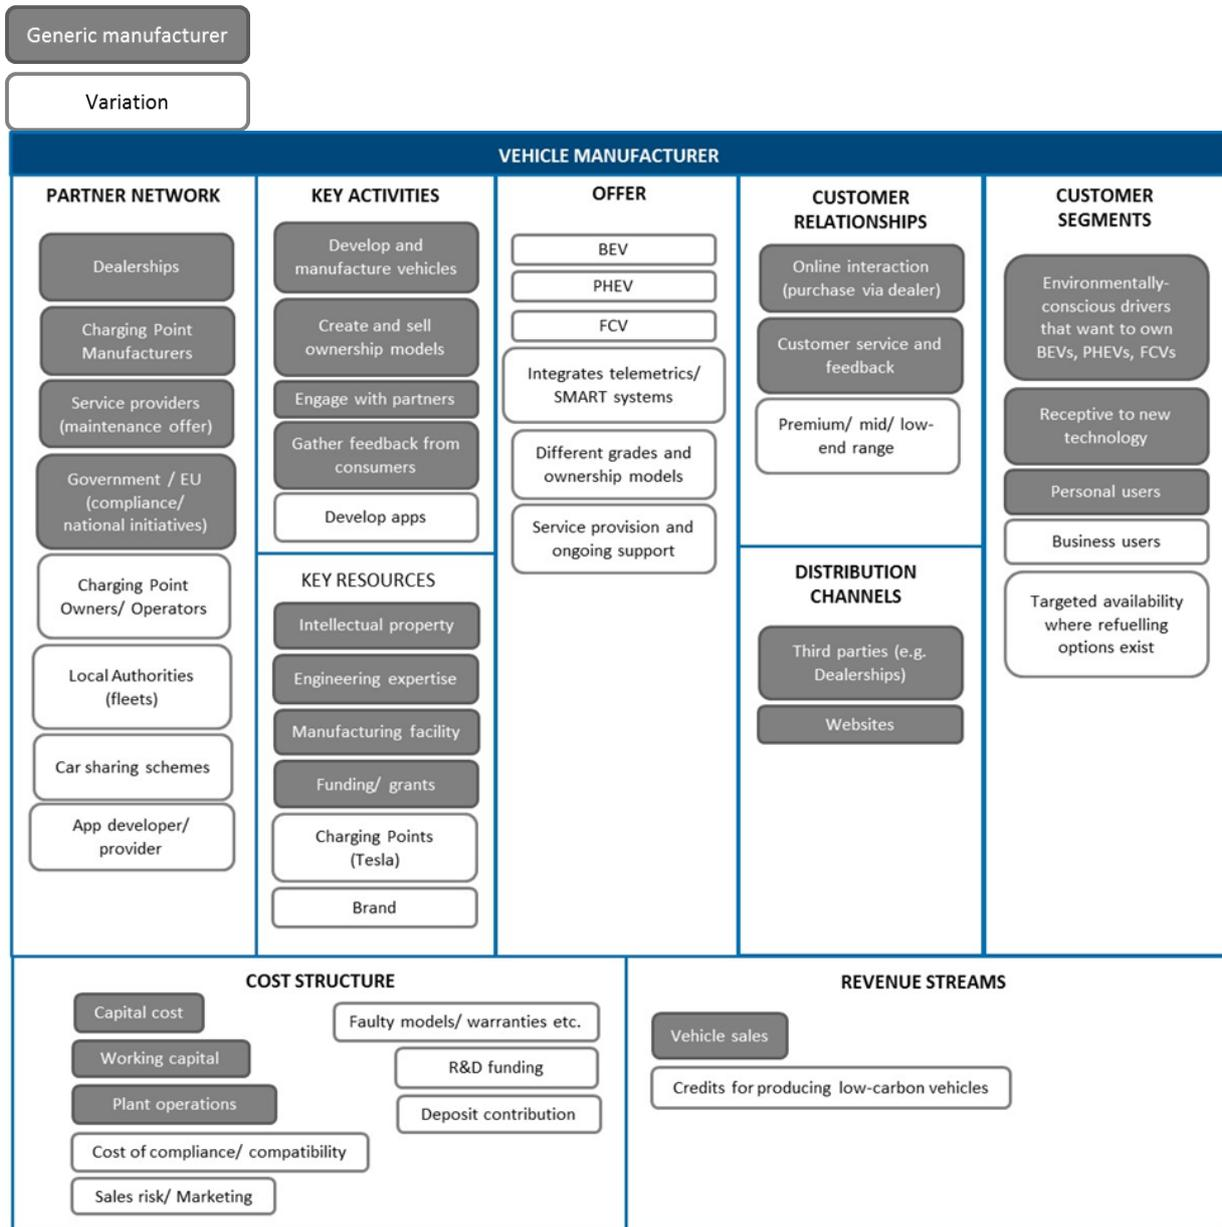 Generic manufacturer
Variation
VEHICLE MANUFACTURER
PARTNER NETWORK
Dealerships
Charging Point
Manufacturers
Service providers
(maintenance offer)
Government / EU
(compliance/
national initiatives)
Charging Point
Owners/ Operators
Local Authorities
(fleets)
Car sharing schemes
App developer/
provider
KEY ACTIVITIES
Develop and
manufacture vehicles
Create and sell
ownership models
Engage with partners
Gather feedback from
consumers
Develop apps
KEY RESOURCES
Intellectual property
Engineering expertise
Manufacturing facility
Funding/ grants
Charging Points
(Tesla)
Brand
OFFER
BEV
PHEV
FCV
Integrates telemetrics/
SMART systems
Different grades and
ownership models
Service provision and
ongoing support
CUSTOMER
RELATIONSHIPS
Online interaction
(purchase via dealer)
Customer service and
feedback
Premium/ mid/ low-
end range
DISTRIBUTION
CHANNELS
Third parties (e.g.
Dealerships)
Websites
CUSTOMER
SEGMENTS
Environmentally-
conscious drivers
that want to own
BEVs, PHEVs, FCVs
Receptive to new
technology
Personal users
Business users
Targeted availability
where refuelling
options exist
COST STRUCTURE
Capital cost
Working capital
Plant operations
Cost of compliance/ compatibility
Sales risk/ Marketing
Faulty models/ warranties etc.
R&D funding
Deposit contribution
REVENUE STREAMS
Vehicle sales
Credits for producing low-carbon vehicles